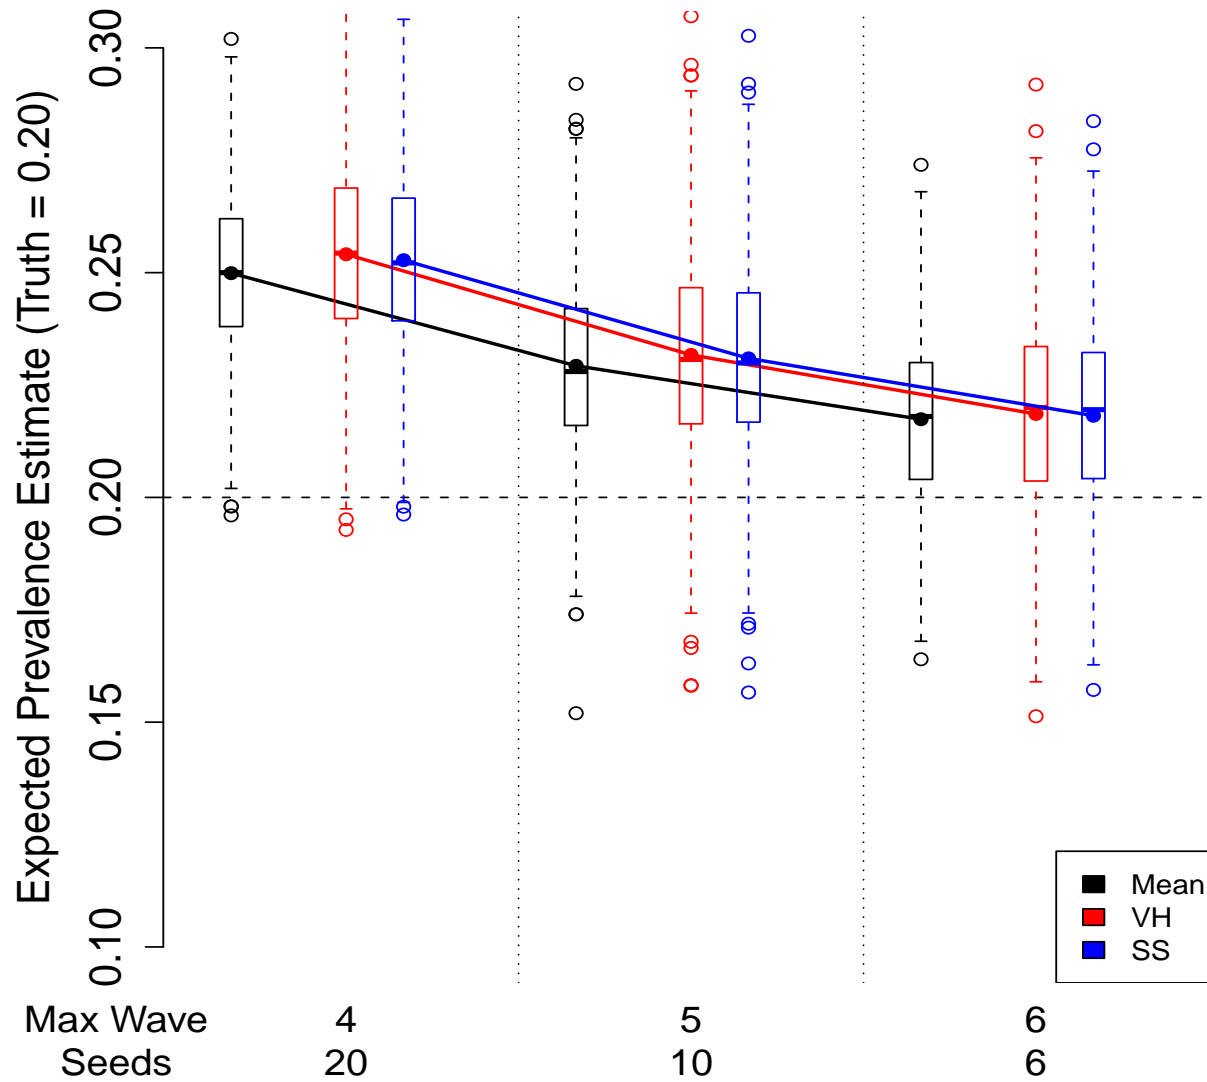 Expected Prevalence Estimate (Truth = 0.20)
0.30
0.25
0.20
0.15
0.10
Mean
VH
SS
Max Wave 4 5 6
Seeds 20 10 6